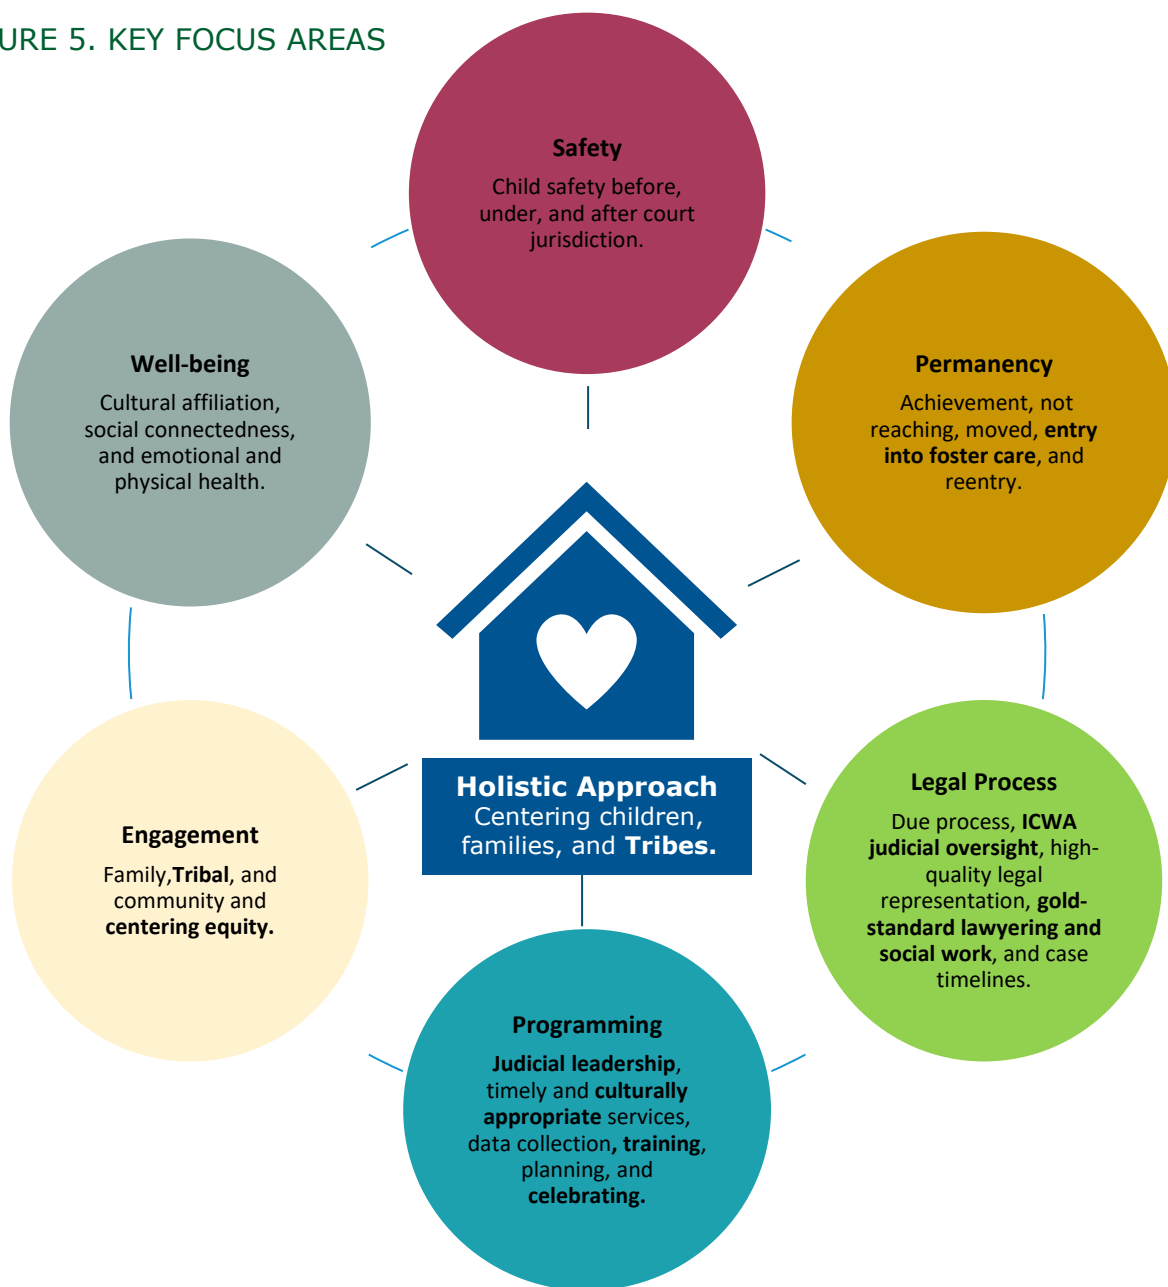 URE 5. KEY FOCUS AREAS
Safety
Child safety before,
under, and after court
jurisdiction.
Permanency
Achievement, not
reaching, moved, entry
into foster care, and
reentry.
Legal Process
Due process, ICWA
judicial oversight, high-
quality legal
representation, gold-
standard lawyering and
social work, and case
timelines.
Programming
Judicial leadership,
timely and culturally
appropriate services,
data collection, training,
planning, and
celebrating.
Engagement
Family,Tribal, and
community and
centering equity.
Well-being
Cultural affiliation,
social connectedness,
and emotional and
physical health.
Holistic Approach
Centering children,
families, and Tribes.